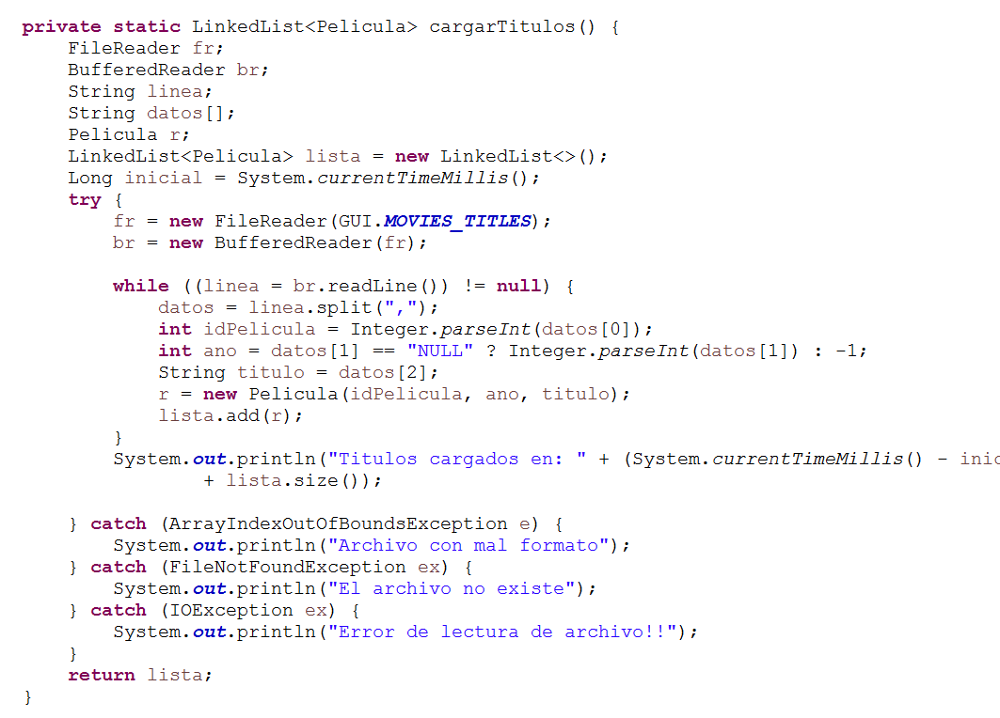 private static LinkedList<Pelicula> cargarTitulos() {
    FileReader fr;
    BufferedReader br;
    String linea;
    String datos[];
    Pelicula r;
    LinkedList<Pelicula> lista = new LinkedList<>();
    Long inicial = System.currentTimeMillis();
    try {
        fr = new FileReader(GUI.MOVIES_TITLES);
        br = new BufferedReader(fr);

        while ((linea = br.readLine()) != null) {
            datos = linea.split(",");
            int idPelicula = Integer.parseInt(datos[0]);
            int ano = datos[1] == "NULL" ? Integer.parseInt(datos[1]) : -1;
            String titulo = datos[2];
            r = new Pelicula(idPelicula, ano, titulo);
            lista.add(r);
        }
        System.out.println("Titulos cargados en: " + (System.currentTimeMillis() - inic
                + lista.size());

    } catch (ArrayIndexOutOfBoundsException e) {
        System.out.println("Archivo con mal formato");
    } catch (FileNotFoundException ex) {
        System.out.println("El archivo no existe");
    } catch (IOException ex) {
        System.out.println("Error de lectura de archivo!!");
    }
    return lista;
}